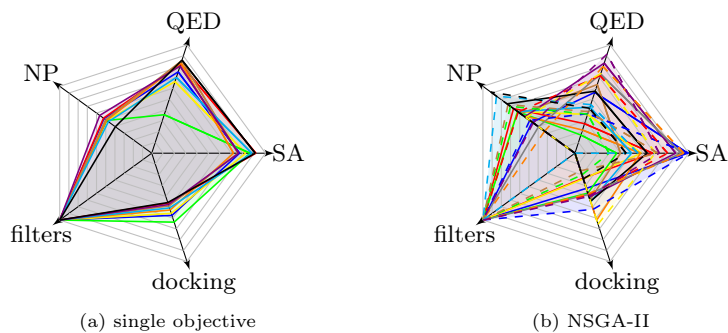 QED
NP
SA
filters
docking
(a) single objective
QED
NP
SA
filters
docking
(b) NSGA-II